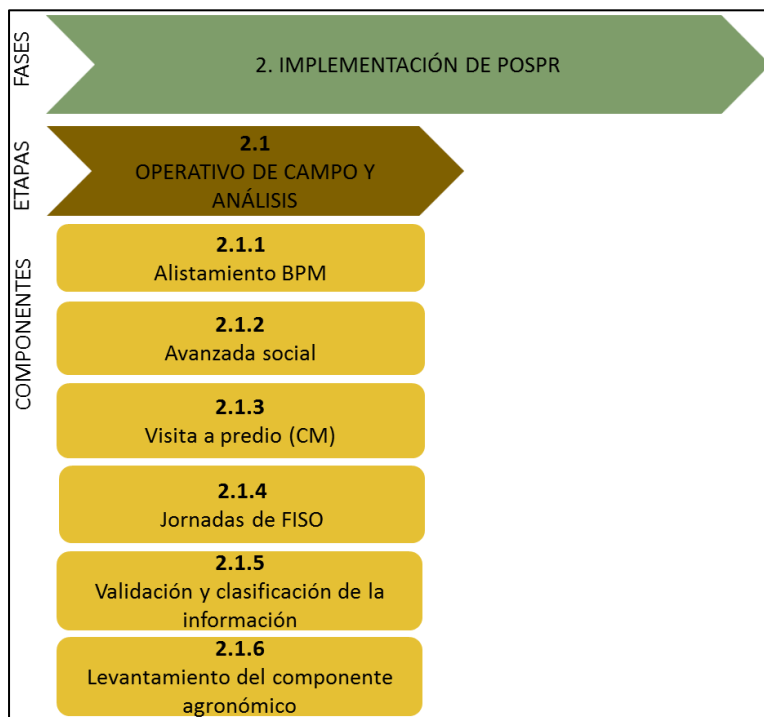 FASES
2. IMPLEMENTACIÓN DE POSPR
ETAPAS
2.1
OPERATIVO DE CAMPO Y
ANÁLISIS
COMPONENTES
2.1.1
Alistamiento BPM
2.1.2
Avanzada social
2.1.3
Visita a predio (CM)
2.1.4
Jornadas de FISO
2.1.5
Validación y clasificación de la
información
2.1.6
Levantamiento del componente
agronómico